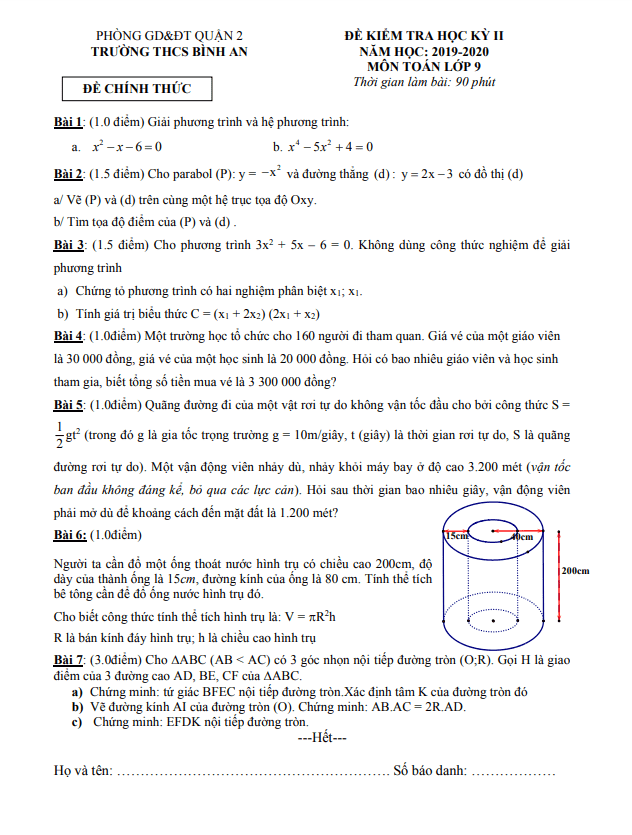 PHÒNG GD&ĐT QUẬN 2
TRƯỜNG THCS BÌNH AN
ĐỀ CHÍNH THỨC
ĐỀ KIỂM TRA HỌC KỲ II
NĂM HỌC: 2019-2020
MÔN TOÁN LỚP 9
Thời gian làm bài: 90 phút
Bài 1: (1.0 điểm) Giải phương trình và hệ phương trình:
a. x² − x − 6 = 0 b. x⁴ − 5x² + 4 = 0
Bài 2: (1.5 điểm) Cho parabol (P): y = −x² và đường thẳng (d) : y = 2x − 3 có đồ thị (d)
a/ Vẽ (P) và (d) trên cùng một hệ trục tọa độ Oxy.
b/ Tìm tọa độ điểm của (P) và (d) .
Bài 3: (1.5 điểm) Cho phương trình 3x² + 5x – 6 = 0. Không dùng công thức nghiệm để giải
phương trình
a) Chứng tỏ phương trình có hai nghiệm phân biệt x₁; x₁.
b) Tính giá trị biểu thức C = (x₁ + 2x₂) (2x₁ + x₂)
Bài 4: (1.0điểm) Một trường học tổ chức cho 160 người đi tham quan. Giá vé của một giáo viên
là 30 000 đồng, giá vé của một học sinh là 20 000 đồng. Hỏi có bao nhiêu giáo viên và học sinh
tham gia, biết tổng số tiền mua vé là 3 300 000 đồng?
Bài 5: (1.0điểm) Quãng đường đi của một vật rơi tự do không vận tốc đầu cho bởi công thức S =
1/2 gt² (trong đó g là gia tốc trọng trường g = 10m/giây, t (giây) là thời gian rơi tự do, S là quãng
đường rơi tự do). Một vận động viên nhảy dù, nhảy khỏi máy bay ở độ cao 3.200 mét (vận tốc
ban đầu không đáng kể, bỏ qua các lực cản). Hỏi sau thời gian bao nhiêu giây, vận động viên
phải mở dù để khoảng cách đến mặt đất là 1.200 mét?
Bài 6: (1.0điểm)
Người ta cần đổ một ống thoát nước hình trụ có chiều cao 200cm, độ
dày của thành ống là 15cm, đường kính của ống là 80 cm. Tính thể tích
bê tông cần để đổ ống nước hình trụ đó.
Cho biết công thức tính thể tích hình trụ là: V = πR²h
R là bán kính đáy hình trụ; h là chiều cao hình trụ
15cm
40cm
200cm
Bài 7: (3.0điểm) Cho ΔABC (AB < AC) có 3 góc nhọn nội tiếp đường tròn (O;R). Gọi H là giao
điểm của 3 đường cao AD, BE, CF của ΔABC.
a) Chứng minh: tứ giác BFEC nội tiếp đường tròn.Xác định tâm K của đường tròn đó
b) Vẽ đường kính AI của đường tròn (O). Chứng minh: AB.AC = 2R.AD.
c) Chứng minh: EFDK nội tiếp đường tròn.
---Hết---
Họ và tên: …………………………………………… Số báo danh: ………………